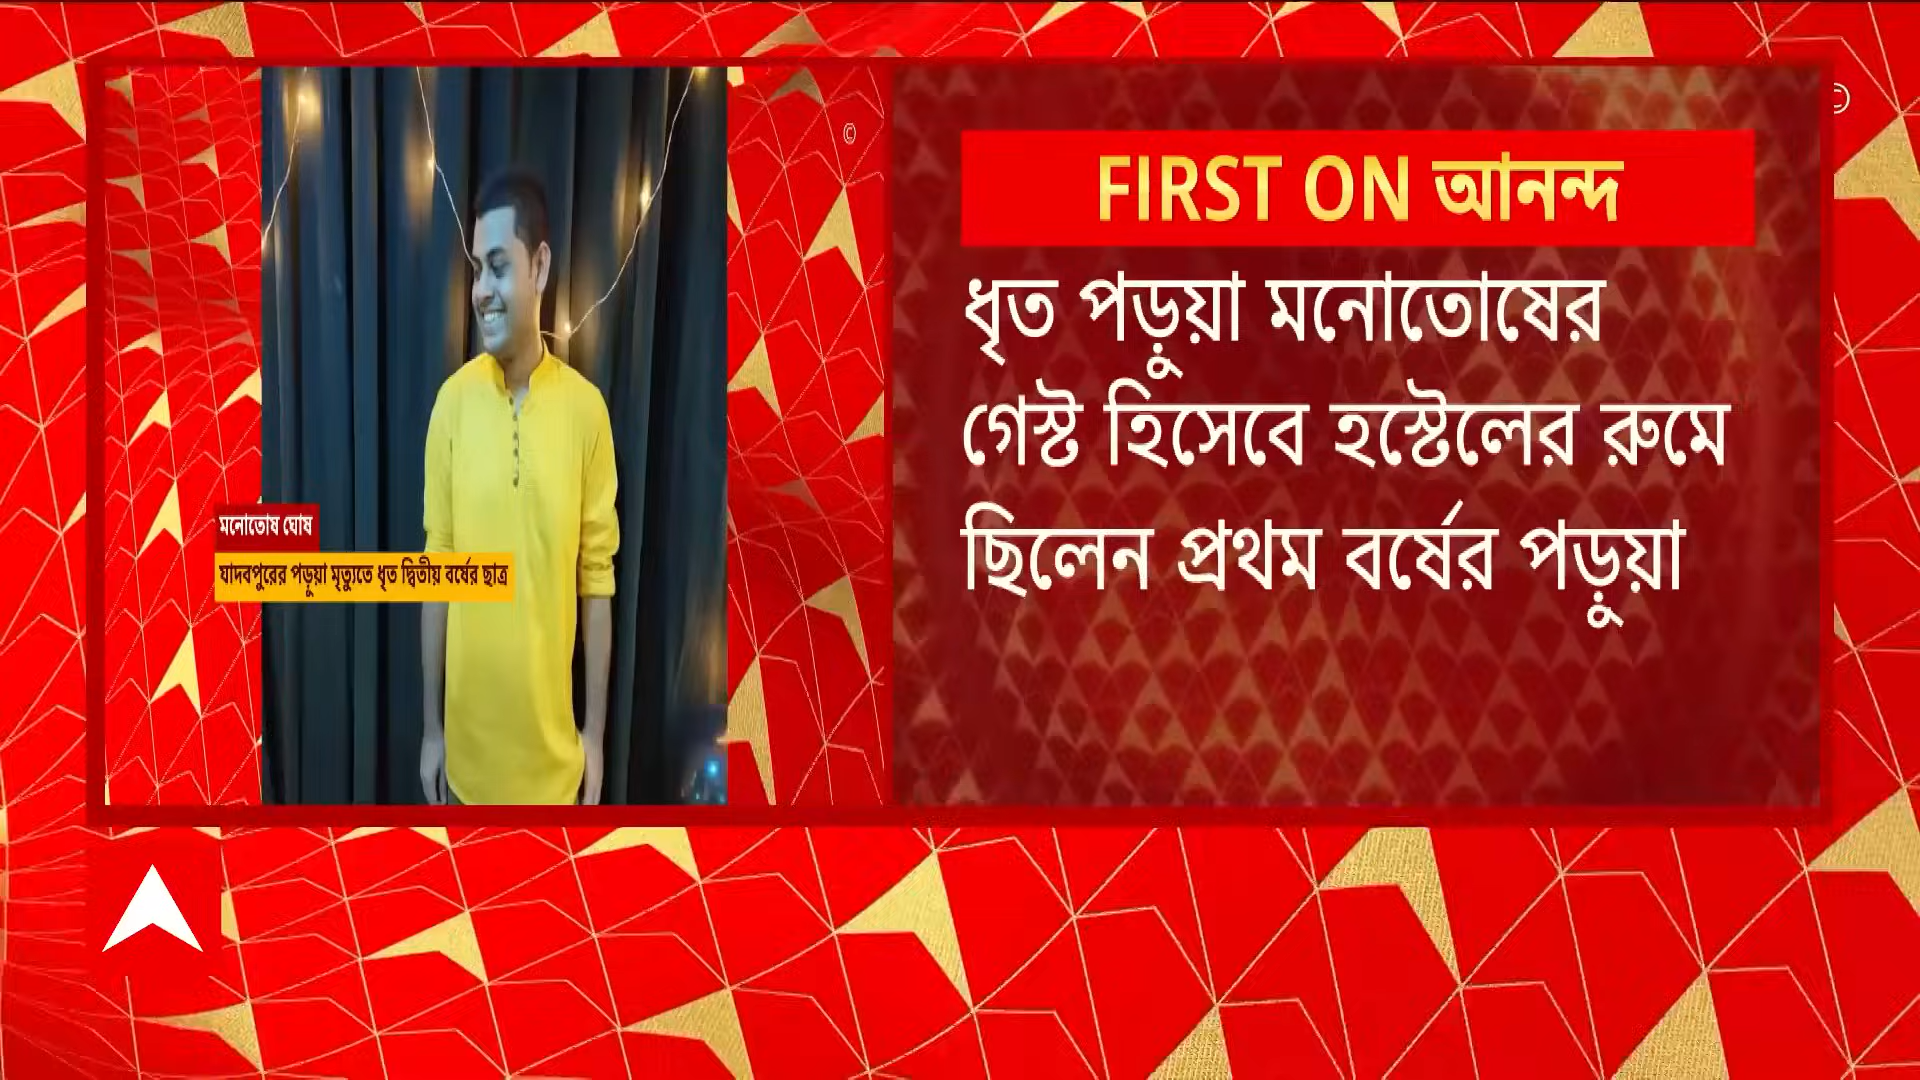 ©
©
FIRST ON আনন্দ
ধৃত পড়ুয়া মনোতোষের
গেস্ট হিসেবে হস্টেলের রুমে
ছিলেন প্রথম বর্ষের পড়ুয়া
মনোতোষ ঘোষ
যাদবপুরের পড়ুয়া মৃত্যুতে ধৃত দ্বিতীয় বর্ষের ছাত্র